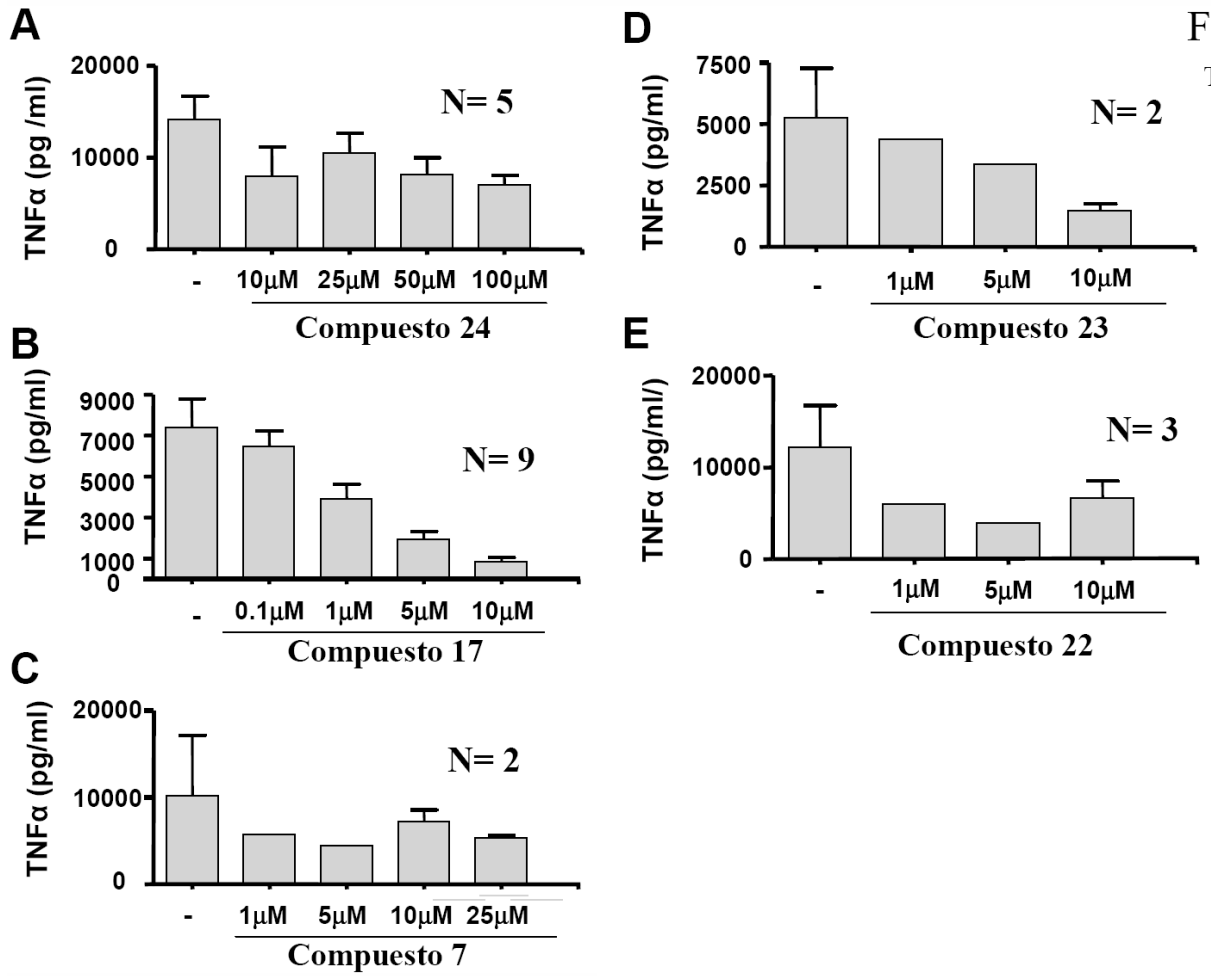 A
TNFα (pg /ml)
20000
10000
0
N= 5
- 10µM 25µM 50µM 100µM
Compuesto 24
B
TNFα (pg/ml)
9000
7000
5000
3000
1000
0
N= 9
- 0.1µM 1µM 5µM 10µM
Compuesto 17
C
TNFα (pg/ml)
20000
10000
0
N= 2
- 1µM 5µM 10µM 25µM
Compuesto 7
D
TNFα (pg/ml)
7500
5000
2500
0
N= 2
- 1µM 5µM 10µM
Compuesto 23
E
TNFα (pg/ml/)
20000
10000
0
N= 3
- 1µM 5µM 10µM
Compuesto 22
F
T